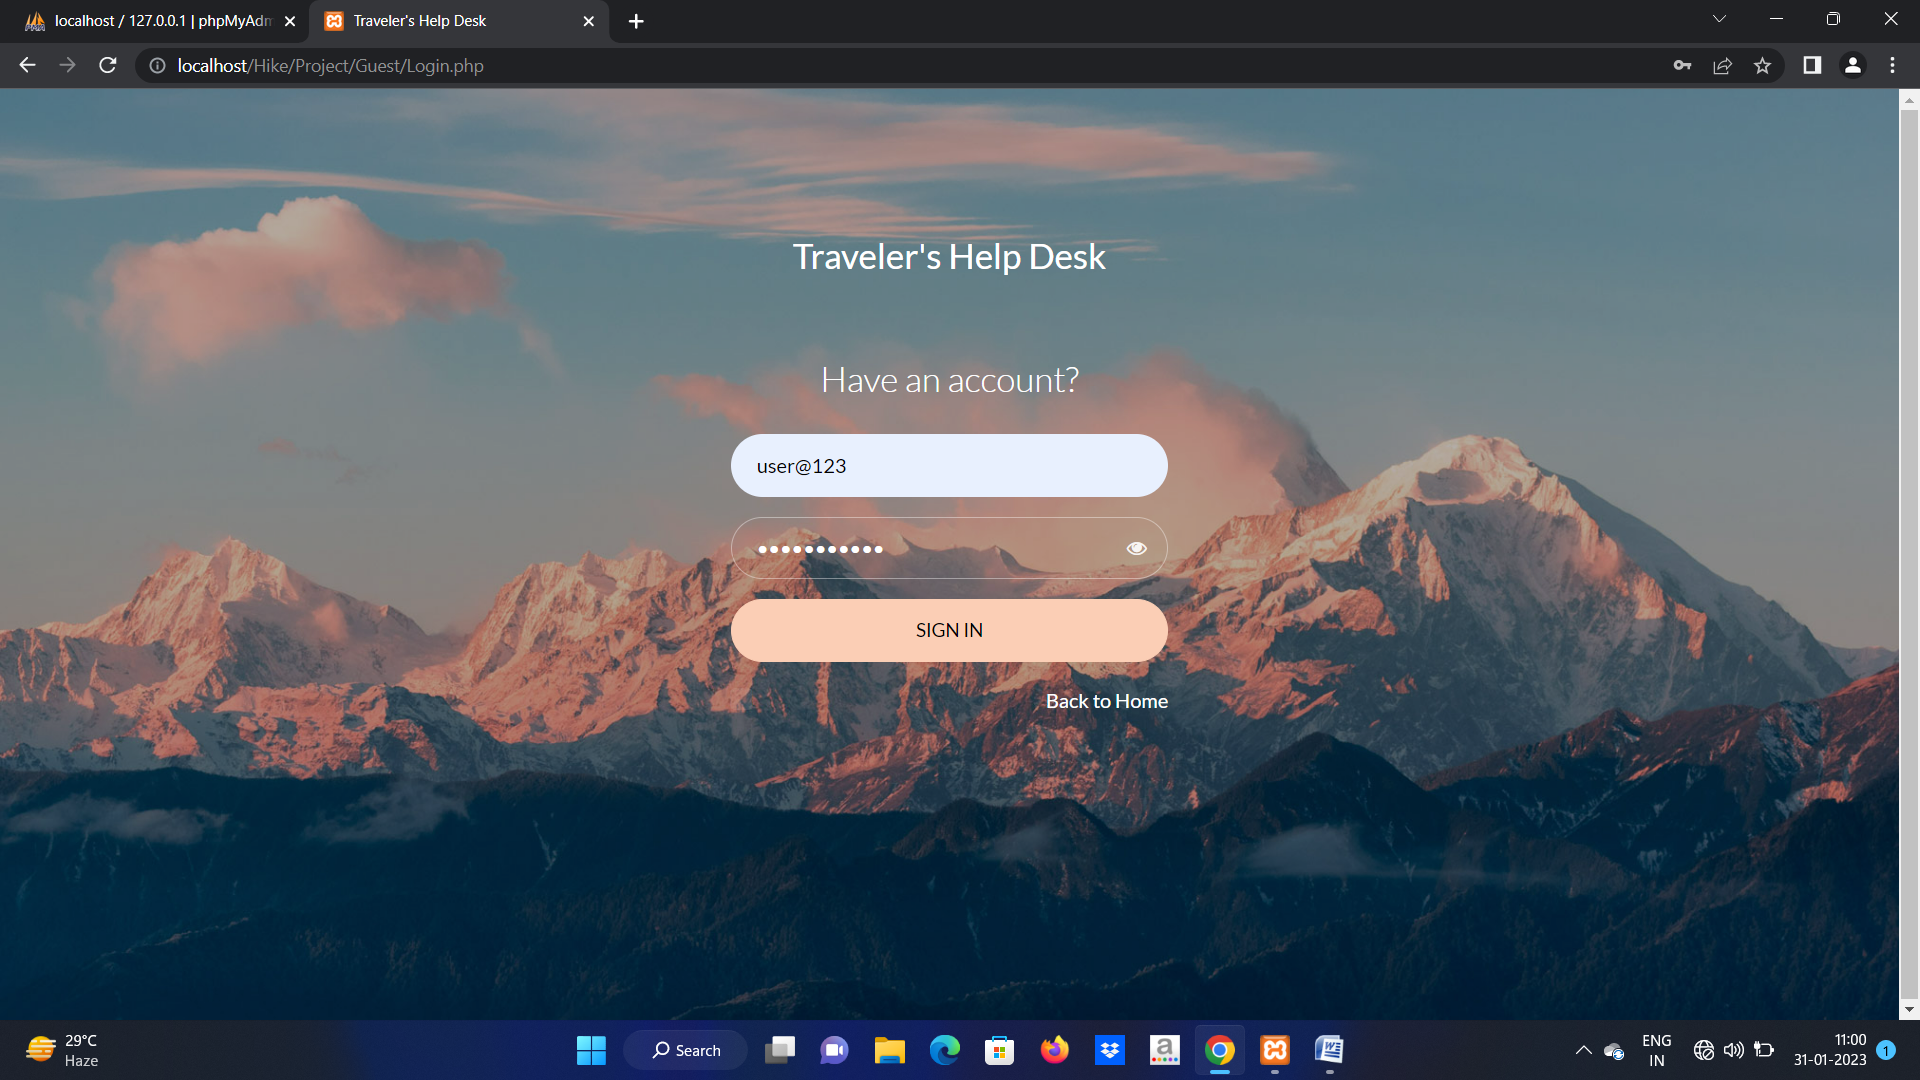 localhost / 127.0.0.1 | phpMyAdm
Traveler's Help Desk
localhost/Hike/Project/Guest/Login.php
Traveler's Help Desk
Have an account?
user@123
•••••••••••
SIGN IN
Back to Home
29°C
Haze
Search
ENG
IN
11:00
31-01-2023
1